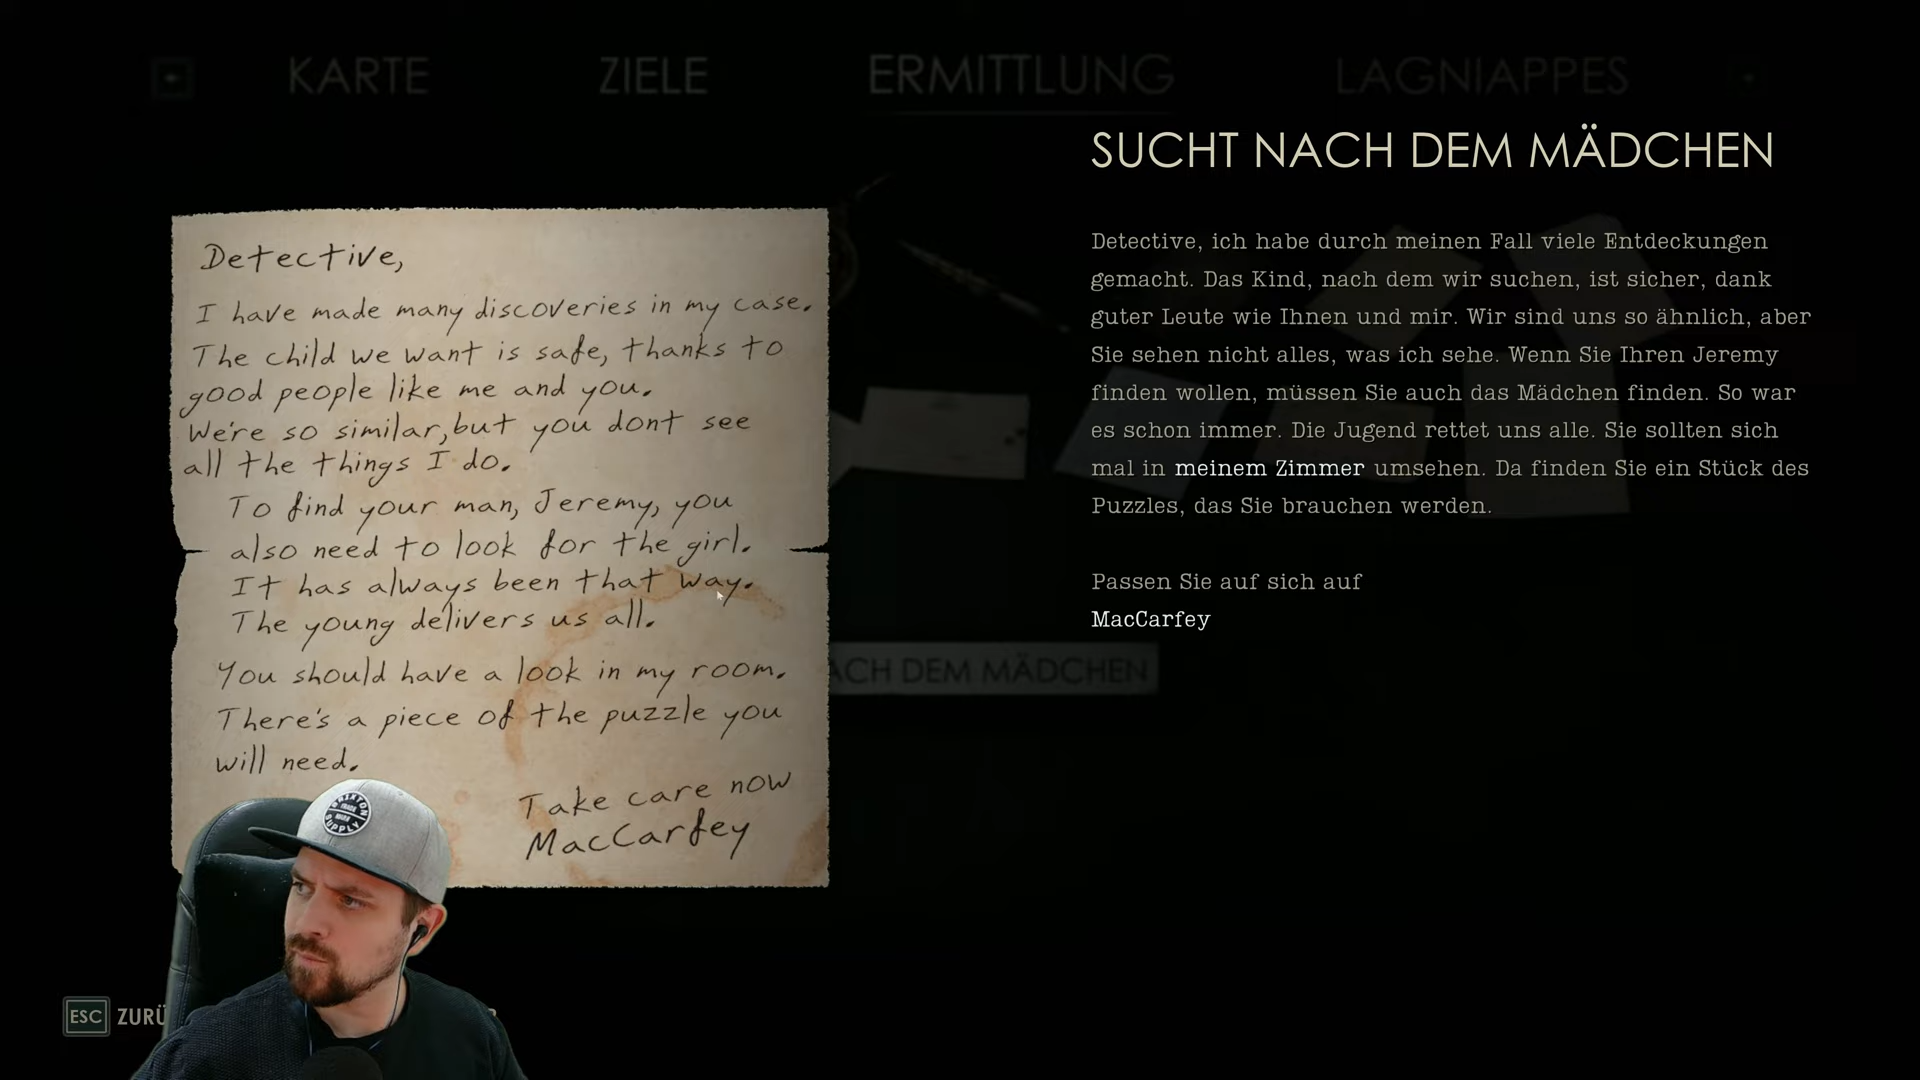 KARTE
ZIELE
ERMITTLUNG
LAGNIAPPES
SUCHT NACH DEM MÄDCHEN
Detective,
I have made many discoveries in my case.
The child we want is safe, thanks to
good people like me and you.
We're so similar, but you dont see
all the things I do.
To find your man, Jeremy, you
also need to look for the girl.
It has always been that way.
The young delivers us all.
You should have a look in my room.
There's a piece of the puzzle you
will need.
Take care now
MacCarfey
Detective, ich habe durch meinen Fall viele Entdeckungen
gemacht. Das Kind, nach dem wir suchen, ist sicher, dank
guter Leute wie Ihnen und mir. Wir sind uns so ähnlich, aber
Sie sehen nicht alles, was ich sehe. Wenn Sie Ihren Jeremy
finden wollen, müssen Sie auch das Mädchen finden. So war
es schon immer. Die Jugend rettet uns alle. Sie sollten sich
mal in meinem Zimmer umsehen. Da finden Sie ein Stück des
Puzzles, das Sie brauchen werden.
Passen Sie auf sich auf
MacCarfey
ACH DEM MÄDCHEN
BRIXTON
TRADE
MARK
SUPPLY
ESC ZURÜ